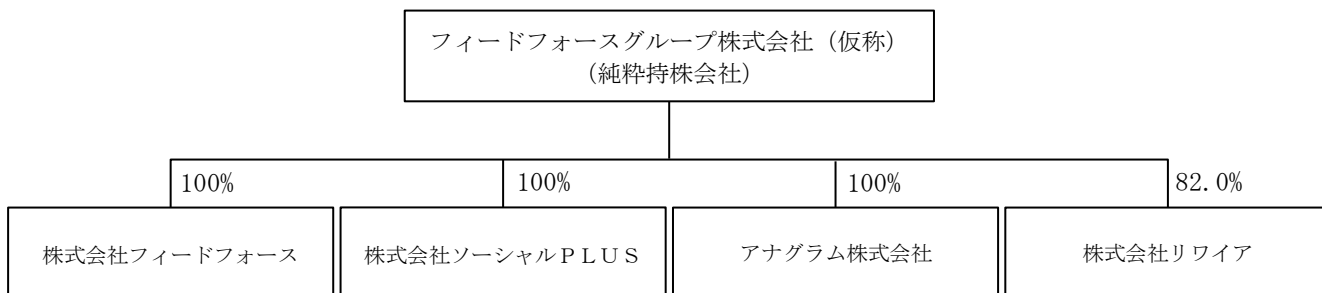 フィードフォースグループ株式会社（仮称）
（純粋持株会社）
100%
100%
100%
82.0%
株式会社フィードフォース
株式会社ソーシャルＰＬＵＳ
アナグラム株式会社
株式会社リワイア